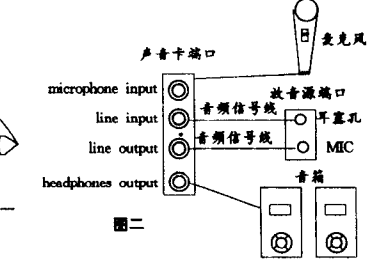 麦克风
声音卡端口
microphone input
放音源端口
音频信号线
line input
耳塞孔
音频信号线
line output
MIC
音箱
headphones output
图二